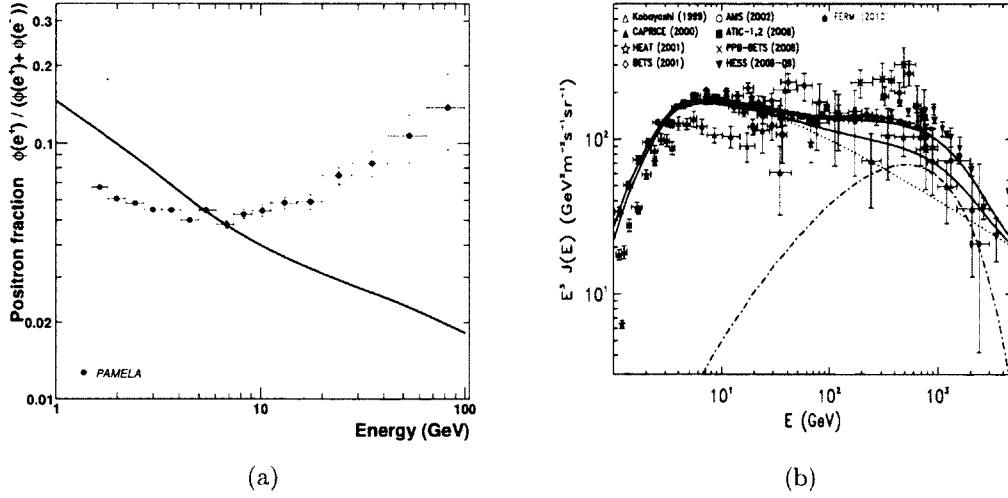 Positron fraction φ(e⁺) / (φ(e⁺)+ φ(e⁻))
0.3
0.2
0.1
0.02
0.01
1
10
100
PAMELA
Energy (GeV)
(a)
E³ J(E) (GeV²m⁻²s⁻¹sr⁻¹)
10²
10¹
Kobayashi (1999)
CAPRICE (2000)
HEAT (2001)
BETS (2001)
AMS (2002)
ATIC-1,2 (2008)
PPB-BETS (2008)
HESS (2008-09)
(2010)
10¹
10²
10³
E (GeV)
(b)